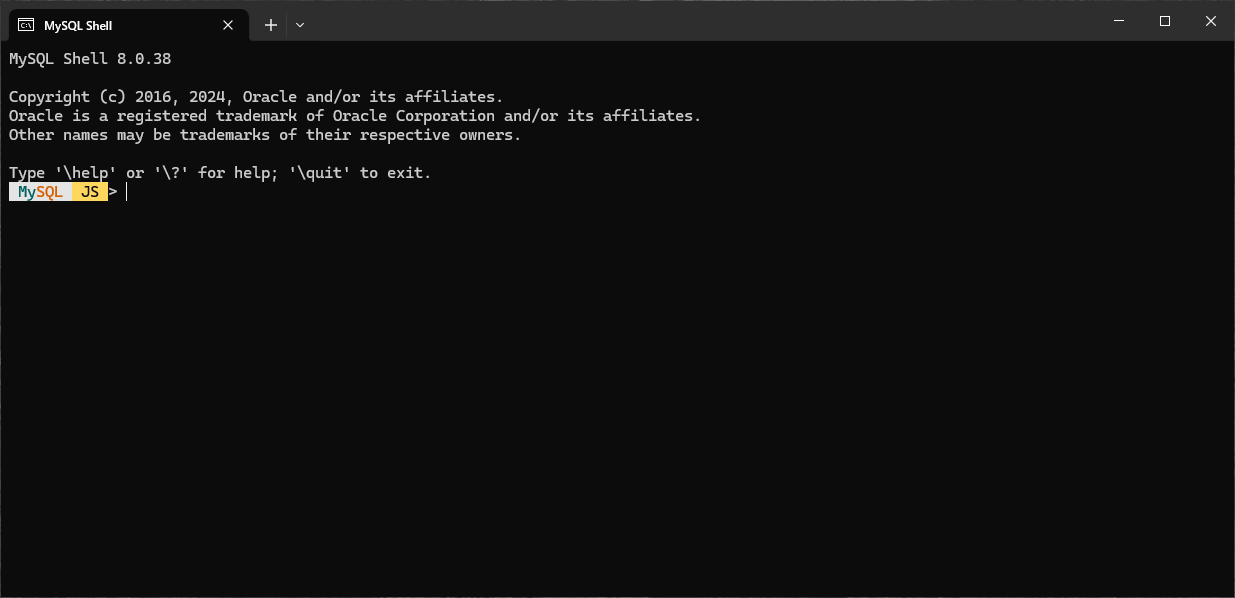 MySQL Shell
MySQL Shell 8.0.38
Copyright (c) 2016, 2024, Oracle and/or its affiliates.
Oracle is a registered trademark of Oracle Corporation and/or its affiliates.
Other names may be trademarks of their respective owners.
Type '\help' or '\?' for help; '\quit' to exit.
MySQL JS >